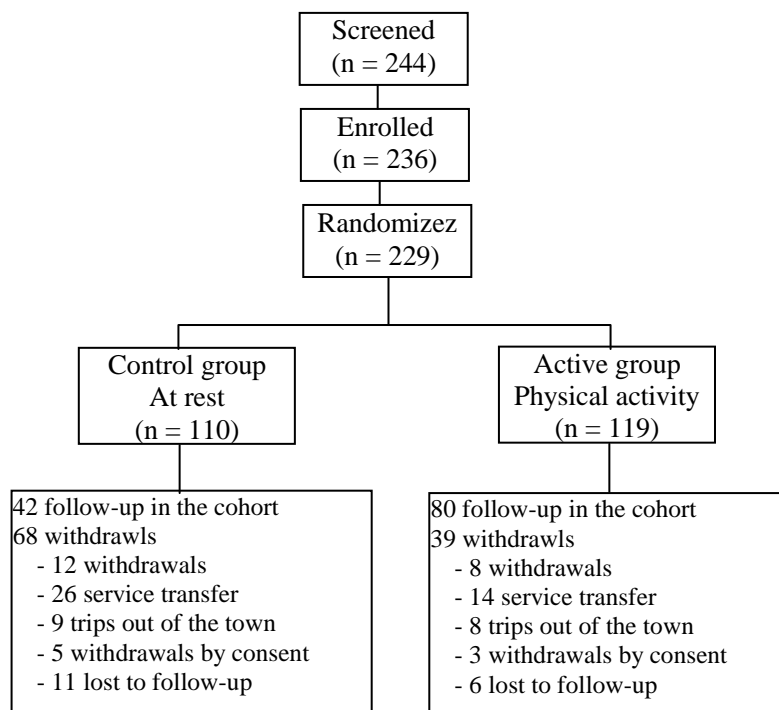 Screened
(n = 244)
Enrolled
(n = 236)
Randomizez
(n = 229)
Control group
At rest
(n = 110)
Active group
Physical activity
(n = 119)
42 follow-up in the cohort
68 withdrawls
- 12 withdrawals
- 26 service transfer
- 9 trips out of the town
- 5 withdrawals by consent
- 11 lost to follow-up
80 follow-up in the cohort
39 withdrawls
- 8 withdrawals
- 14 service transfer
- 8 trips out of the town
- 3 withdrawals by consent
- 6 lost to follow-up